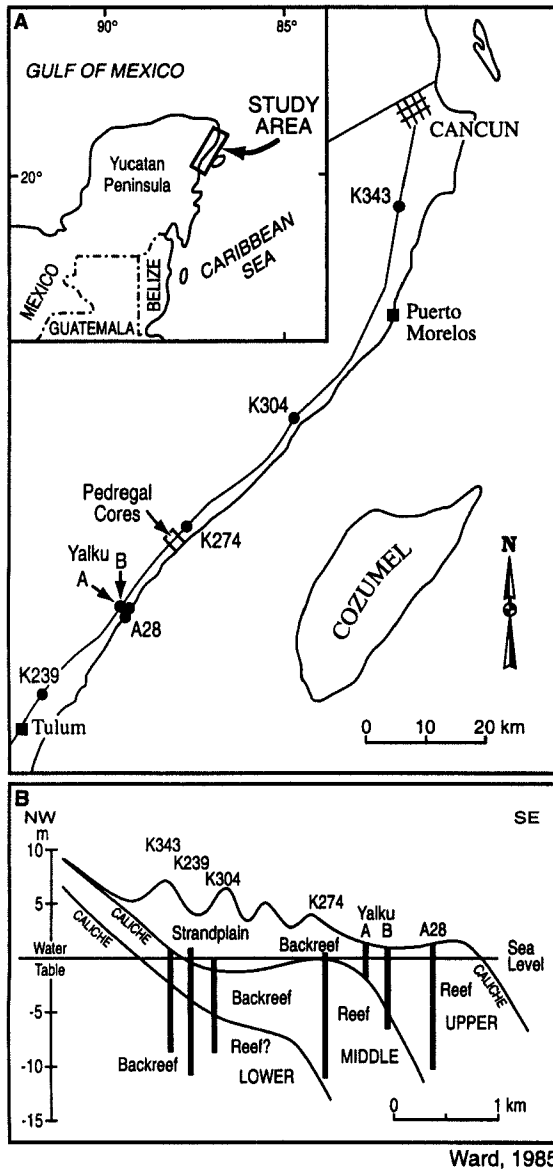 A
90°
85°
GULF OF MEXICO
STUDY
AREA
CANCUN
20°
Yucatan
Peninsula
K343
CARIBBEAN
SEA
BELIZE
MEXICO
GUATEMALA
Puerto
Morelos
K304
Pedregal
Cores
K274
Yalku
B
A
A28
COZUMEL
N
K239
Tulum
0 10 20 km
B
NW
SE
m
K343
10
K239
K304
5
K274
Yalku
A B
A28
CALICHE
CALICHE
Strandplain
Backreef
Water
Table
Sea
Level
CALICHE
Backreef
Reef
Reef
-5
UPPER
Backreef
Reef?
MIDDLE
-10
LOWER
-15
0 1 km
Ward, 1985